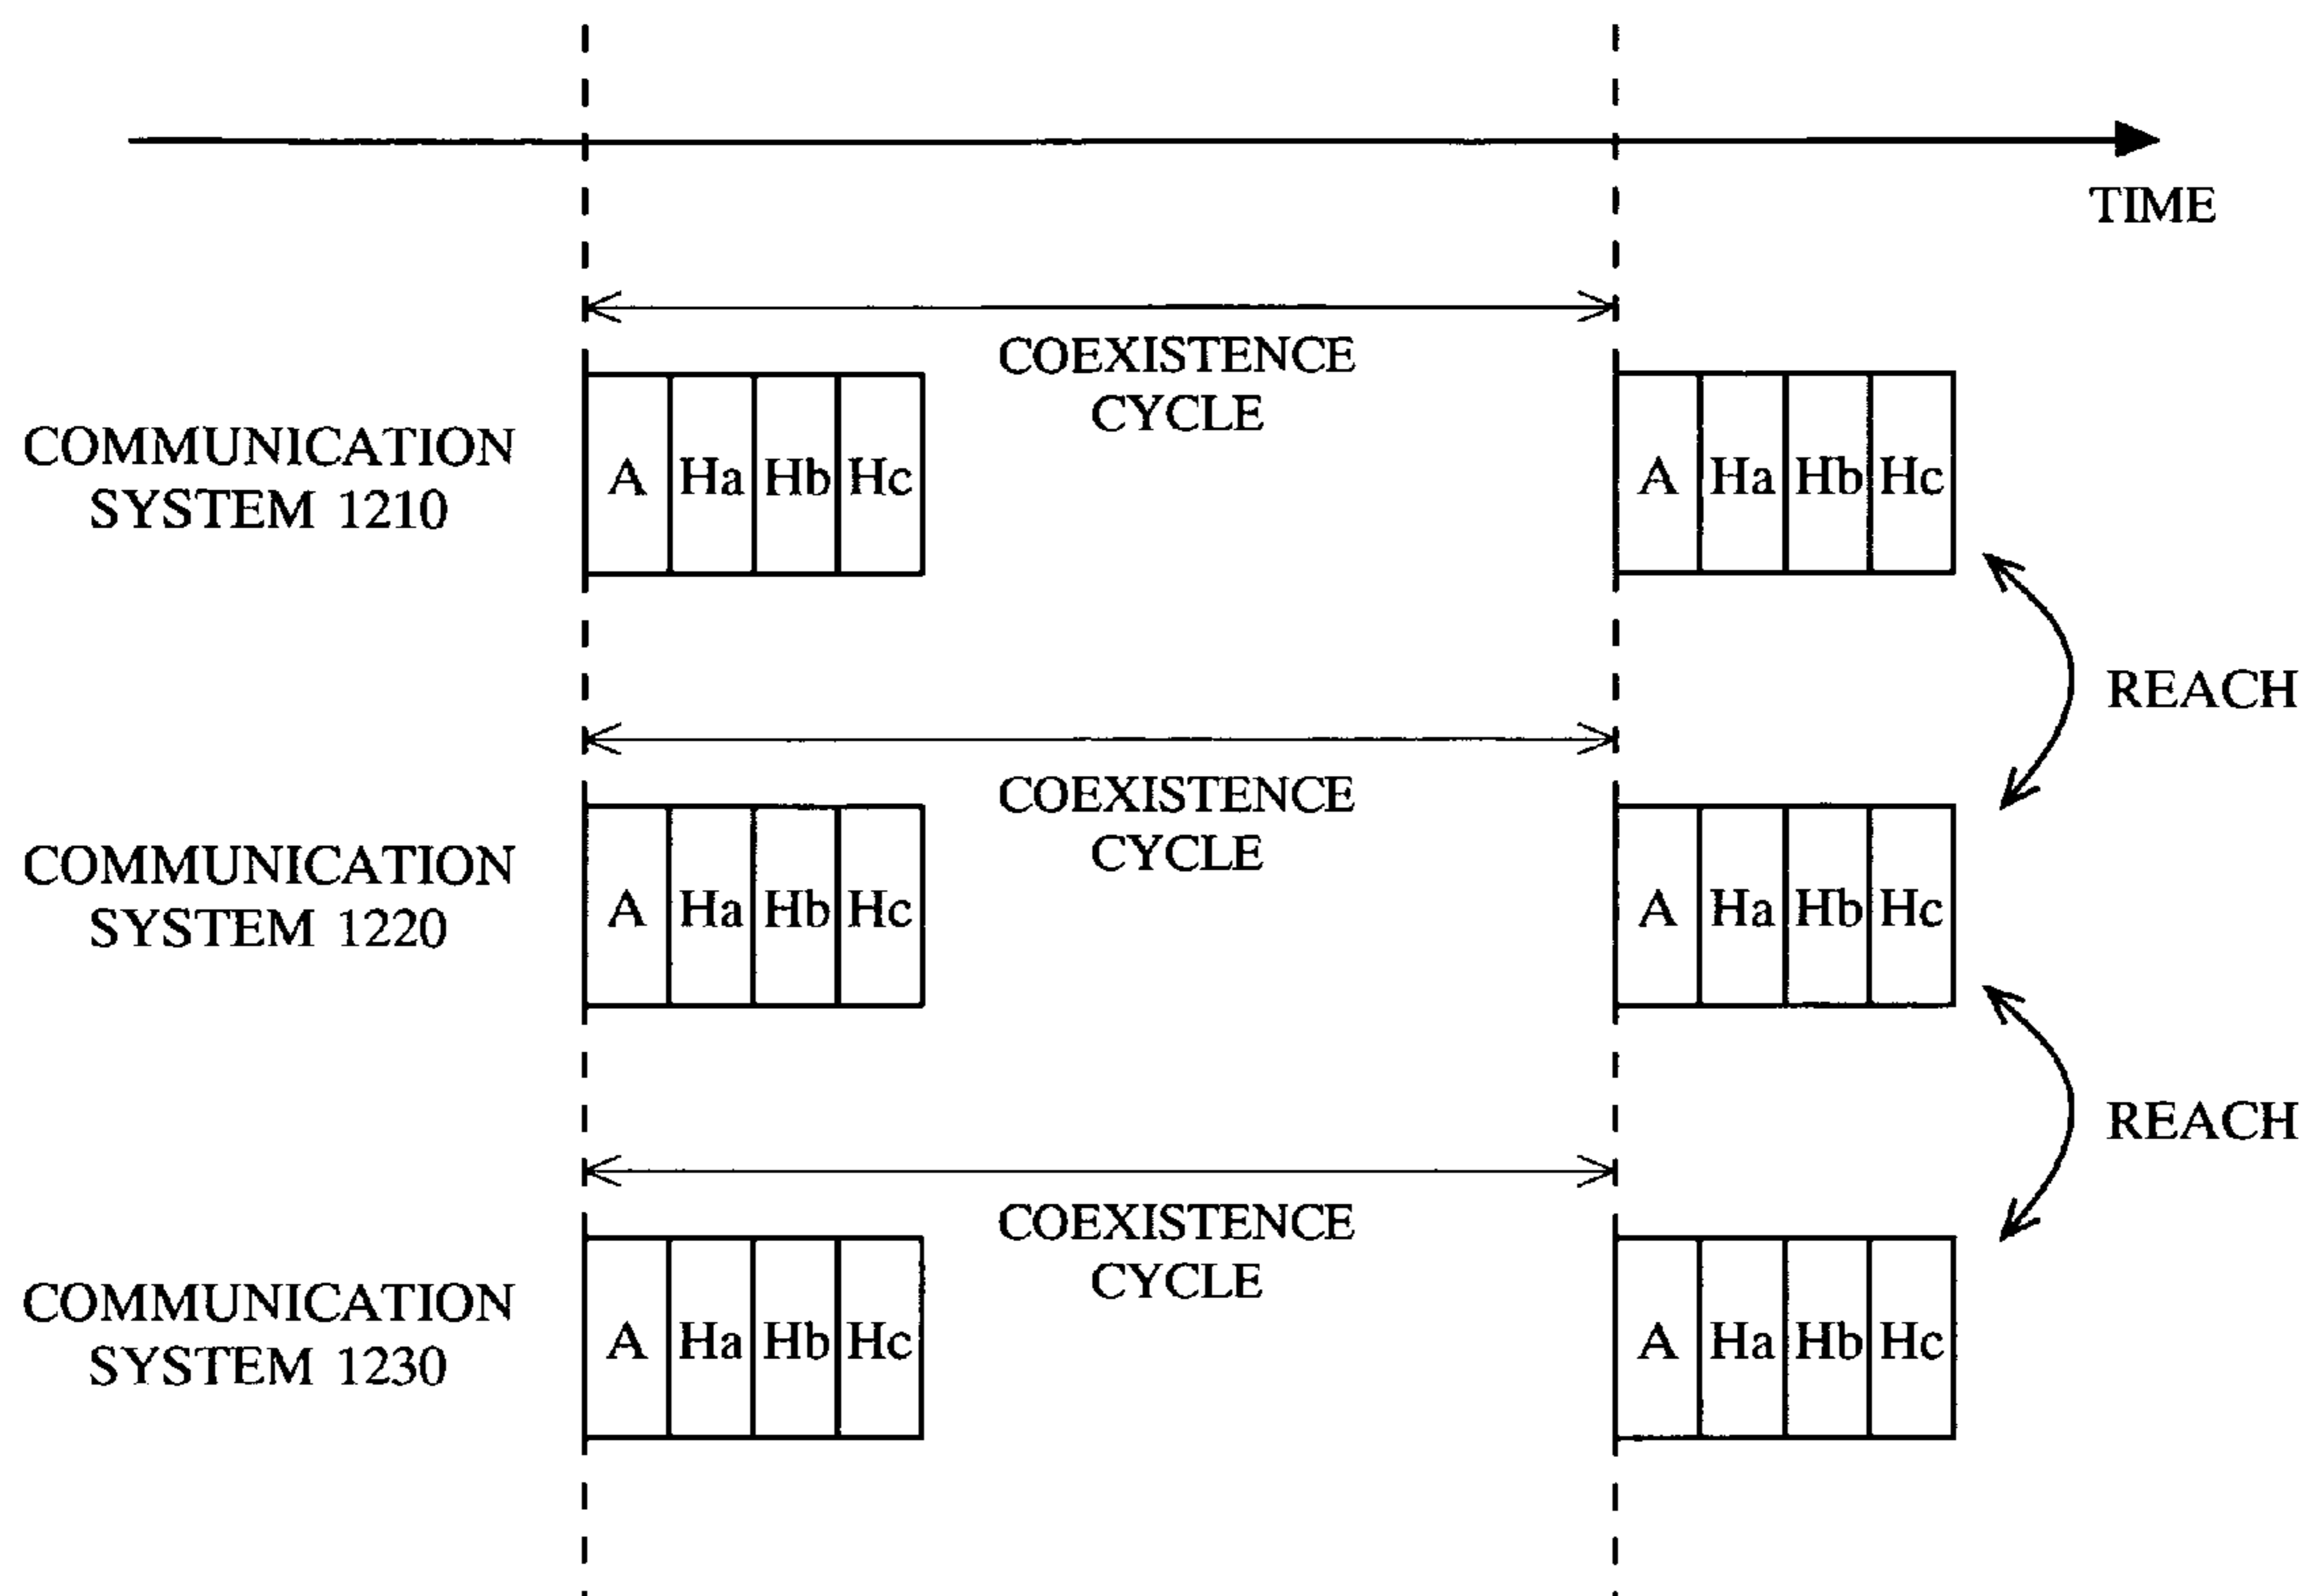 TIME
COEXISTENCE
CYCLE
COMMUNICATION
SYSTEM 1210
A Ha Hb Hc
A Ha Hb Hc
REACH
COEXISTENCE
CYCLE
COMMUNICATION
SYSTEM 1220
A Ha Hb Hc
A Ha Hb Hc
REACH
COEXISTENCE
CYCLE
COMMUNICATION
SYSTEM 1230
A Ha Hb Hc
A Ha Hb Hc